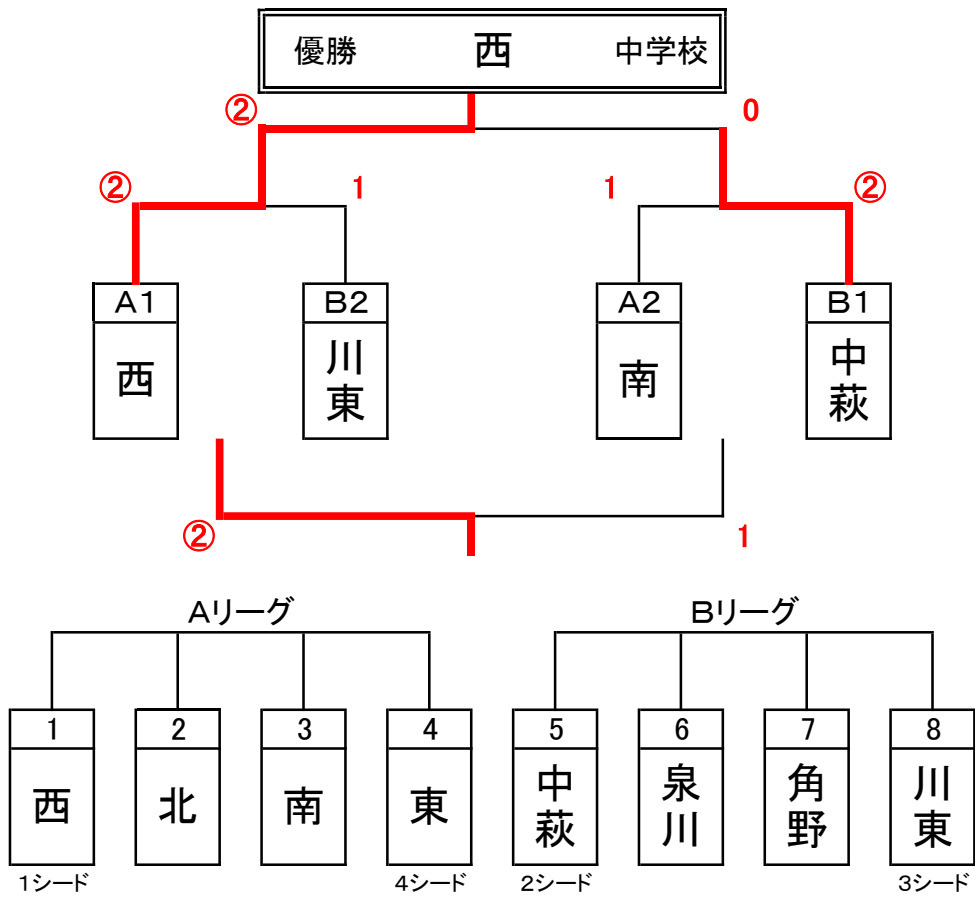 優勝 西 中学校
② 0
② 1 1 ②
A1 B2 A2 B1
西 川東 南 中萩
② 1
Aリーグ Bリーグ
1 2 3 4 5 6 7 8
西 北 南 東 中萩 泉川 角野 川東
1シード 4シード 2シード 3シード